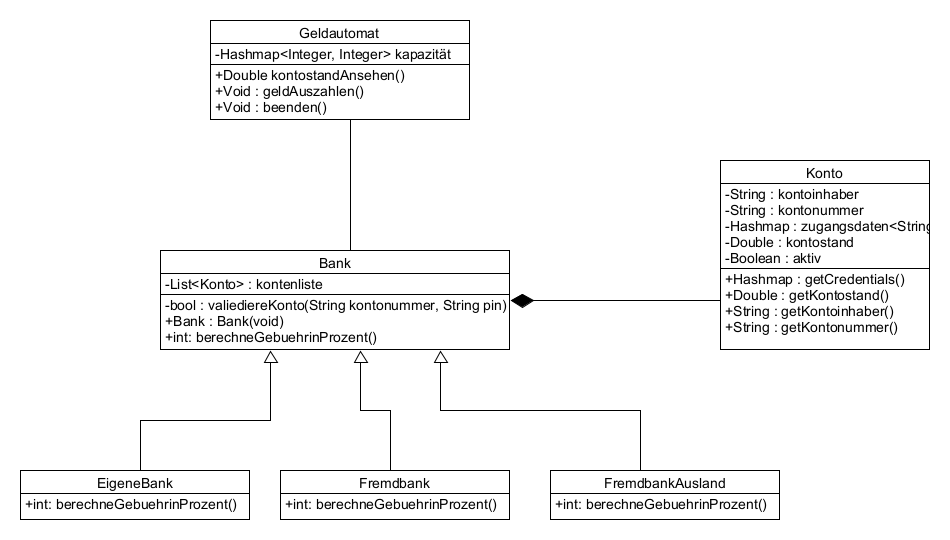 Geldautomat
-Hashmap<Integer, Integer> kapazität
+Double kontostandAnsehen()
+Void : geldAuszahlen()
+Void : beenden()
Konto
-String : kontoinhaber
-String : kontonummer
-Hashmap : zugangsdaten<String
-Double : kontostand
-Boolean : aktiv
+Hashmap : getCredentials()
+Double : getKontostand()
+String : getKontoinhaber()
+String : getKontonummer()
Bank
-List<Konto> : kontenliste
-bool : valiediereKonto(String kontonummer, String pin)
+Bank : Bank(void)
+int: berechneGebuehrinProzent()
EigeneBank
+int: berechneGebuehrinProzent()
Fremdbank
+int: berechneGebuehrinProzent()
FremdbankAusland
+int: berechneGebuehrinProzent()